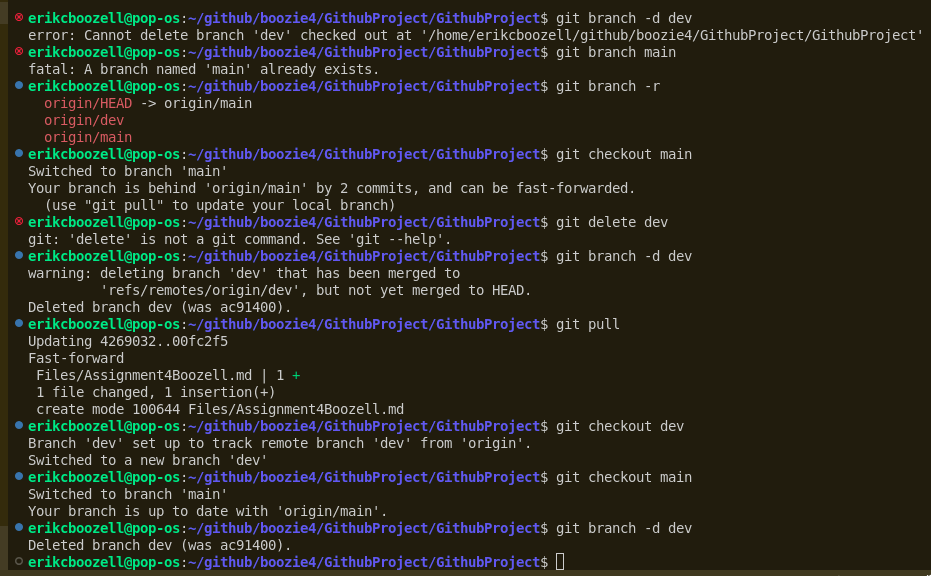 erikcboozell@pop-os:~/github/boozie4/GithubProject/GithubProject$ git branch -d dev
error: Cannot delete branch 'dev' checked out at '/home/erikcboozell/github/boozie4/GithubProject/GithubProject'
erikcboozell@pop-os:~/github/boozie4/GithubProject/GithubProject$ git branch main
fatal: A branch named 'main' already exists.
erikcboozell@pop-os:~/github/boozie4/GithubProject/GithubProject$ git branch -r
  origin/HEAD -> origin/main
  origin/dev
  origin/main
erikcboozell@pop-os:~/github/boozie4/GithubProject/GithubProject$ git checkout main
Switched to branch 'main'
Your branch is behind 'origin/main' by 2 commits, and can be fast-forwarded.
  (use "git pull" to update your local branch)
erikcboozell@pop-os:~/github/boozie4/GithubProject/GithubProject$ git delete dev
git: 'delete' is not a git command. See 'git --help'.
erikcboozell@pop-os:~/github/boozie4/GithubProject/GithubProject$ git branch -d dev
warning: deleting branch 'dev' that has been merged to
         'refs/remotes/origin/dev', but not yet merged to HEAD.
Deleted branch dev (was ac91400).
erikcboozell@pop-os:~/github/boozie4/GithubProject/GithubProject$ git pull
Updating 4269032..00fc2f5
Fast-forward
 Files/Assignment4Boozell.md | 1 +
 1 file changed, 1 insertion(+)
 create mode 100644 Files/Assignment4Boozell.md
erikcboozell@pop-os:~/github/boozie4/GithubProject/GithubProject$ git checkout dev
Branch 'dev' set up to track remote branch 'dev' from 'origin'.
Switched to a new branch 'dev'
erikcboozell@pop-os:~/github/boozie4/GithubProject/GithubProject$ git checkout main
Switched to branch 'main'
Your branch is up to date with 'origin/main'.
erikcboozell@pop-os:~/github/boozie4/GithubProject/GithubProject$ git branch -d dev
Deleted branch dev (was ac91400).
erikcboozell@pop-os:~/github/boozie4/GithubProject/GithubProject$